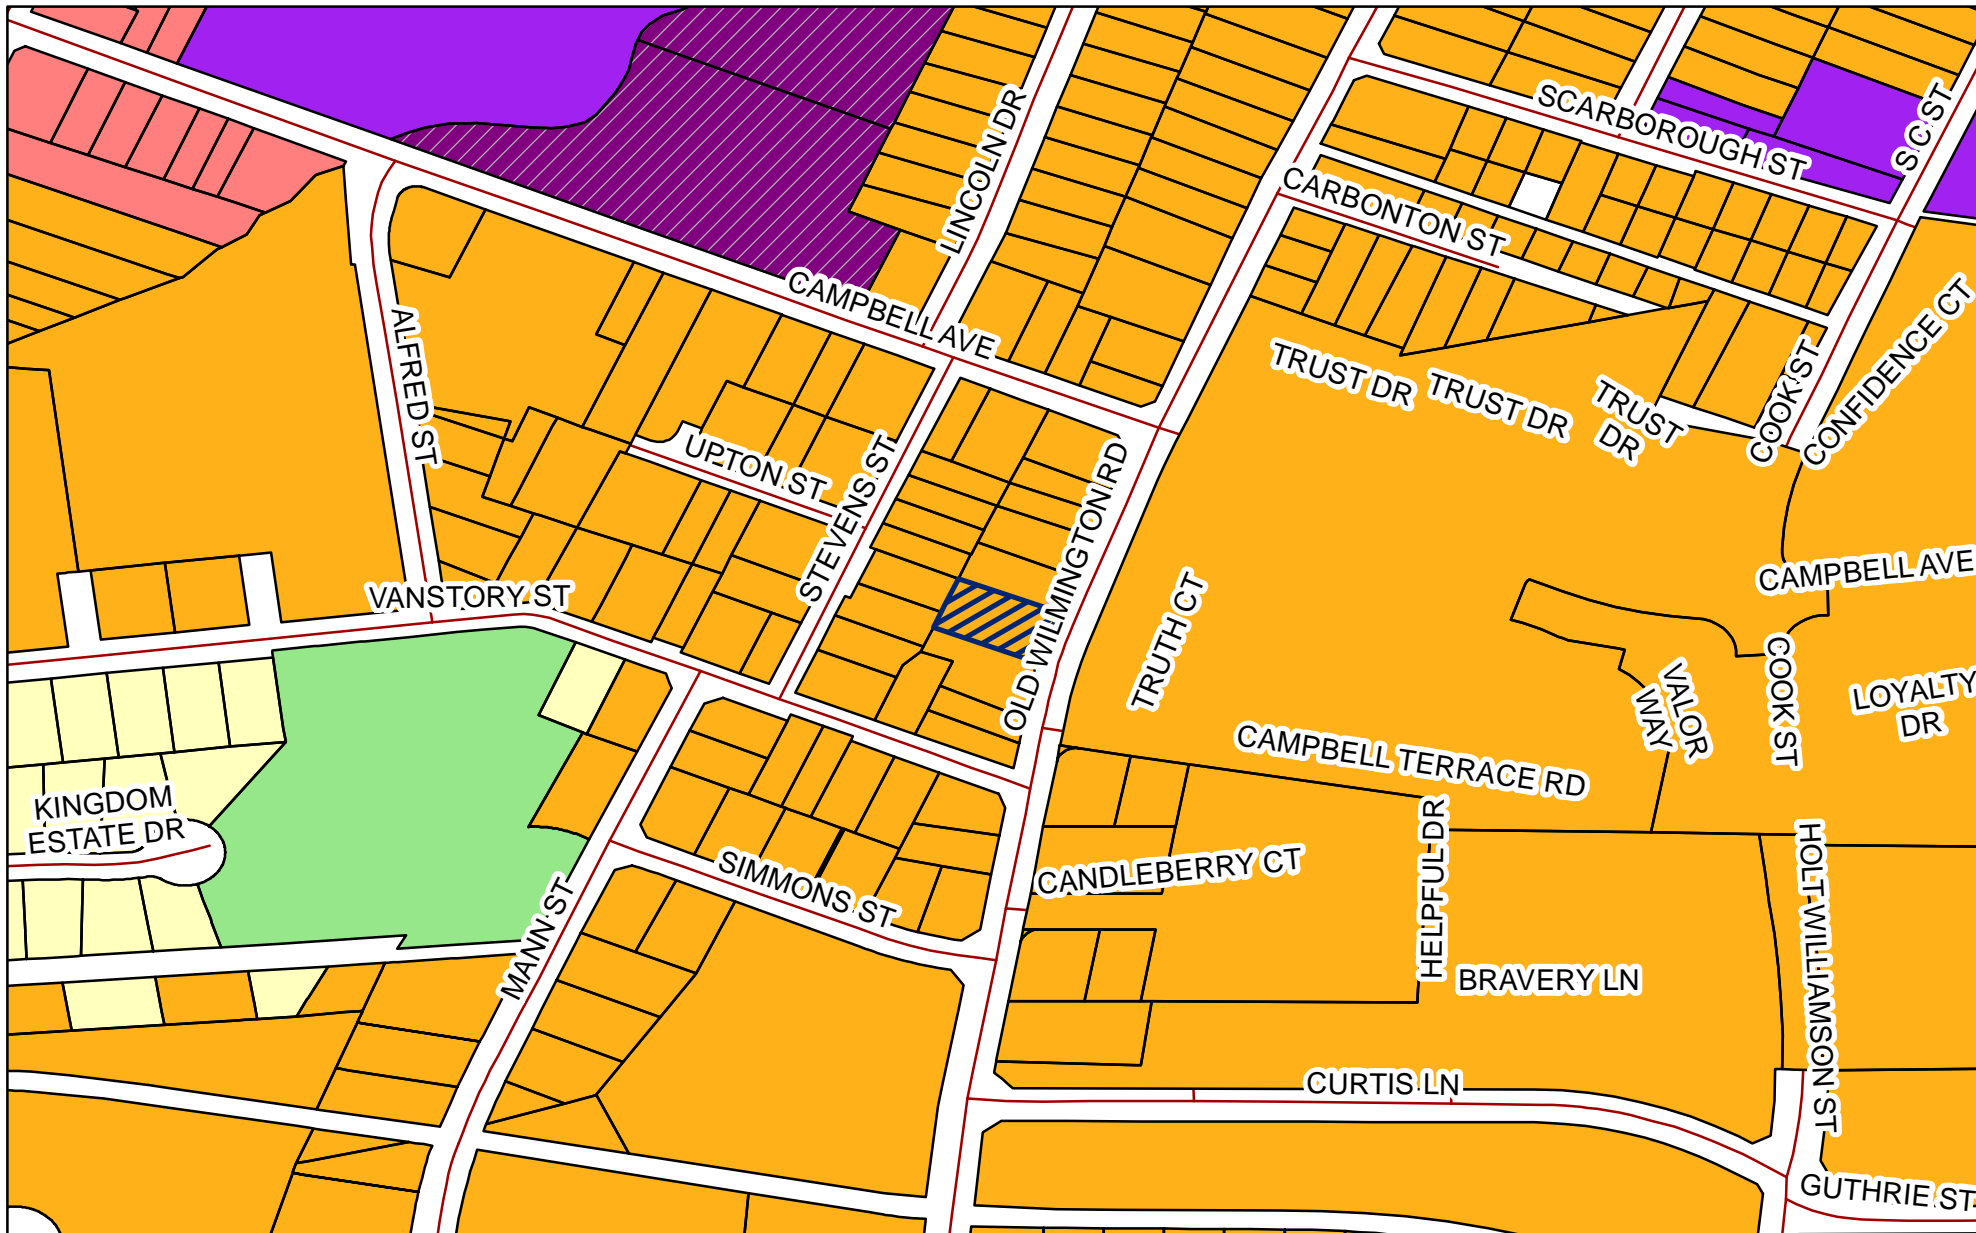 SCARBOROUGH ST
S C ST
LINCOLN DR
CARBONTON ST
CAMPBELL AVE
CONFIDENCE CT
ALFRED ST
TRUST DR
TRUST DR
TRUST
DR
COOK ST
UPTON ST
STEVENS ST
OLD WILMINGTON RD
VANSTORY ST
CAMPBELL AVE
TRUTH CT
COOK ST
VALOR
WAY
LOYALTY
DR
CAMPBELL TERRACE RD
KINGDOM
ESTATE DR
HELPFUL DR
HOLT WILLIAMSON ST
SIMMONS ST
CANDLEBERRY CT
MANN ST
BRAVERY LN
CURTIS LN
GUTHRIE ST